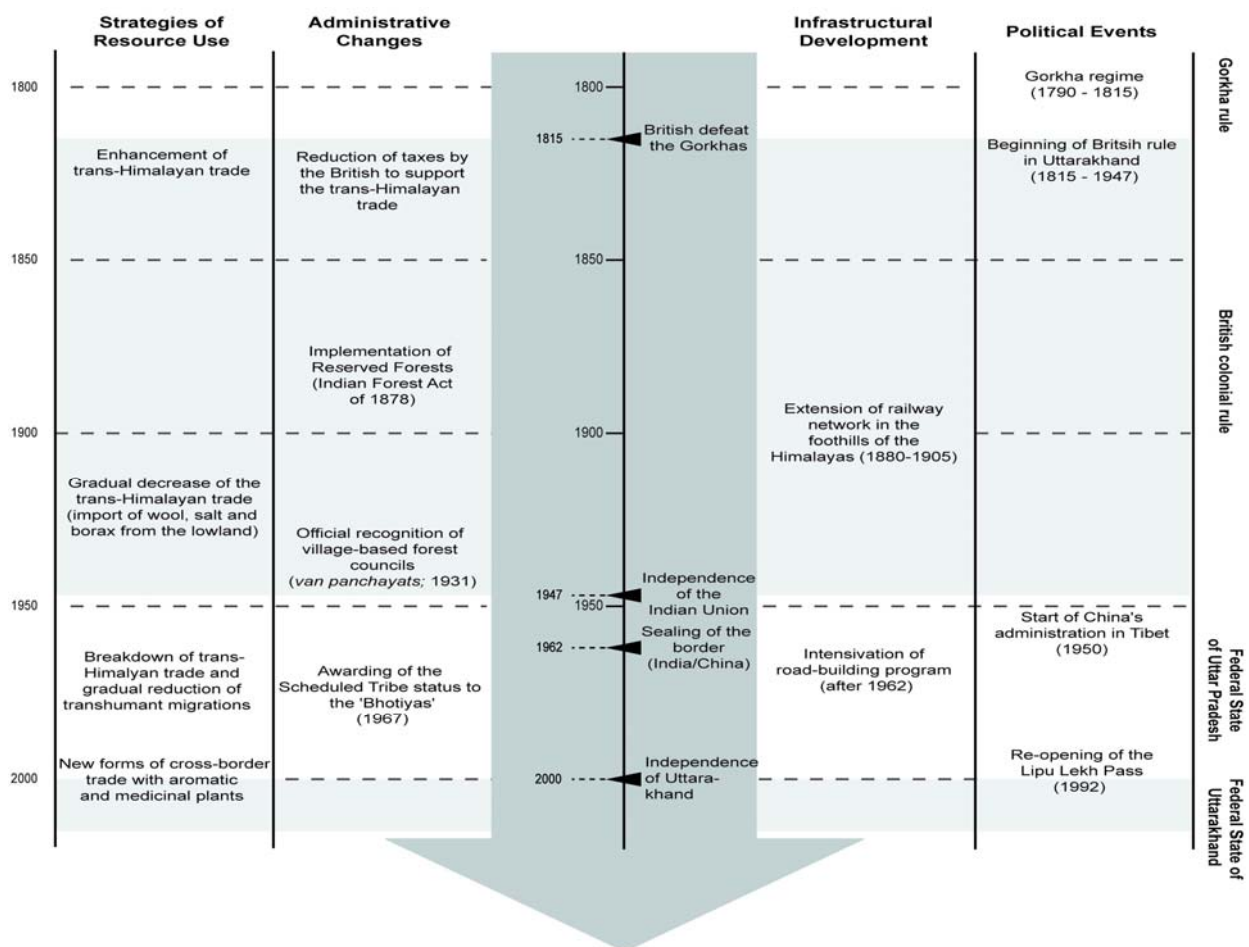 Strategies of
Resource Use
Administrative
Changes
Infrastructural
Development
Political Events
1800
1850
1900
1950
2000
Enhancement of
trans-Himalayan trade
Gradual decrease of the
trans-Himalayan trade
(import of wool, salt and
borax from the lowland)
Breakdown of trans-
Himalyan trade and
gradual reduction of
transhumant migrations
New forms of cross-border
trade with aromatic
and medicinal plants
Reduction of taxes by
the British to support
the trans-Himalayan
trade
Implementation of
Reserved Forests
(Indian Forest Act
of 1878)
Official recognition of
village-based forest
councils
(van panchayats; 1931)
Awarding of the
Scheduled Tribe status to
the 'Bhotiyas'
(1967)
1800
1815
British defeat
the Gorkhas
1850
1900
1947
Independence
of the
Indian Union
1950
1962
Sealing of the
border
(India/China)
2000
Independence
of Uttara-
khand
Extension of railway
network in the
foothills of the
Himalayas (1880-1905)
Intensivation of
road-building program
(after 1962)
Gorkha regime
(1790 - 1815)
Beginning of Britsih rule
in Uttarakhand
(1815 - 1947)
Start of China's
administration in Tibet
(1950)
Re-opening of the
Lipu Lekh Pass
(1992)
Gorkha rule
British colonial rule
Federal State
of Uttar Pradesh
Federal State of
Uttarakhand